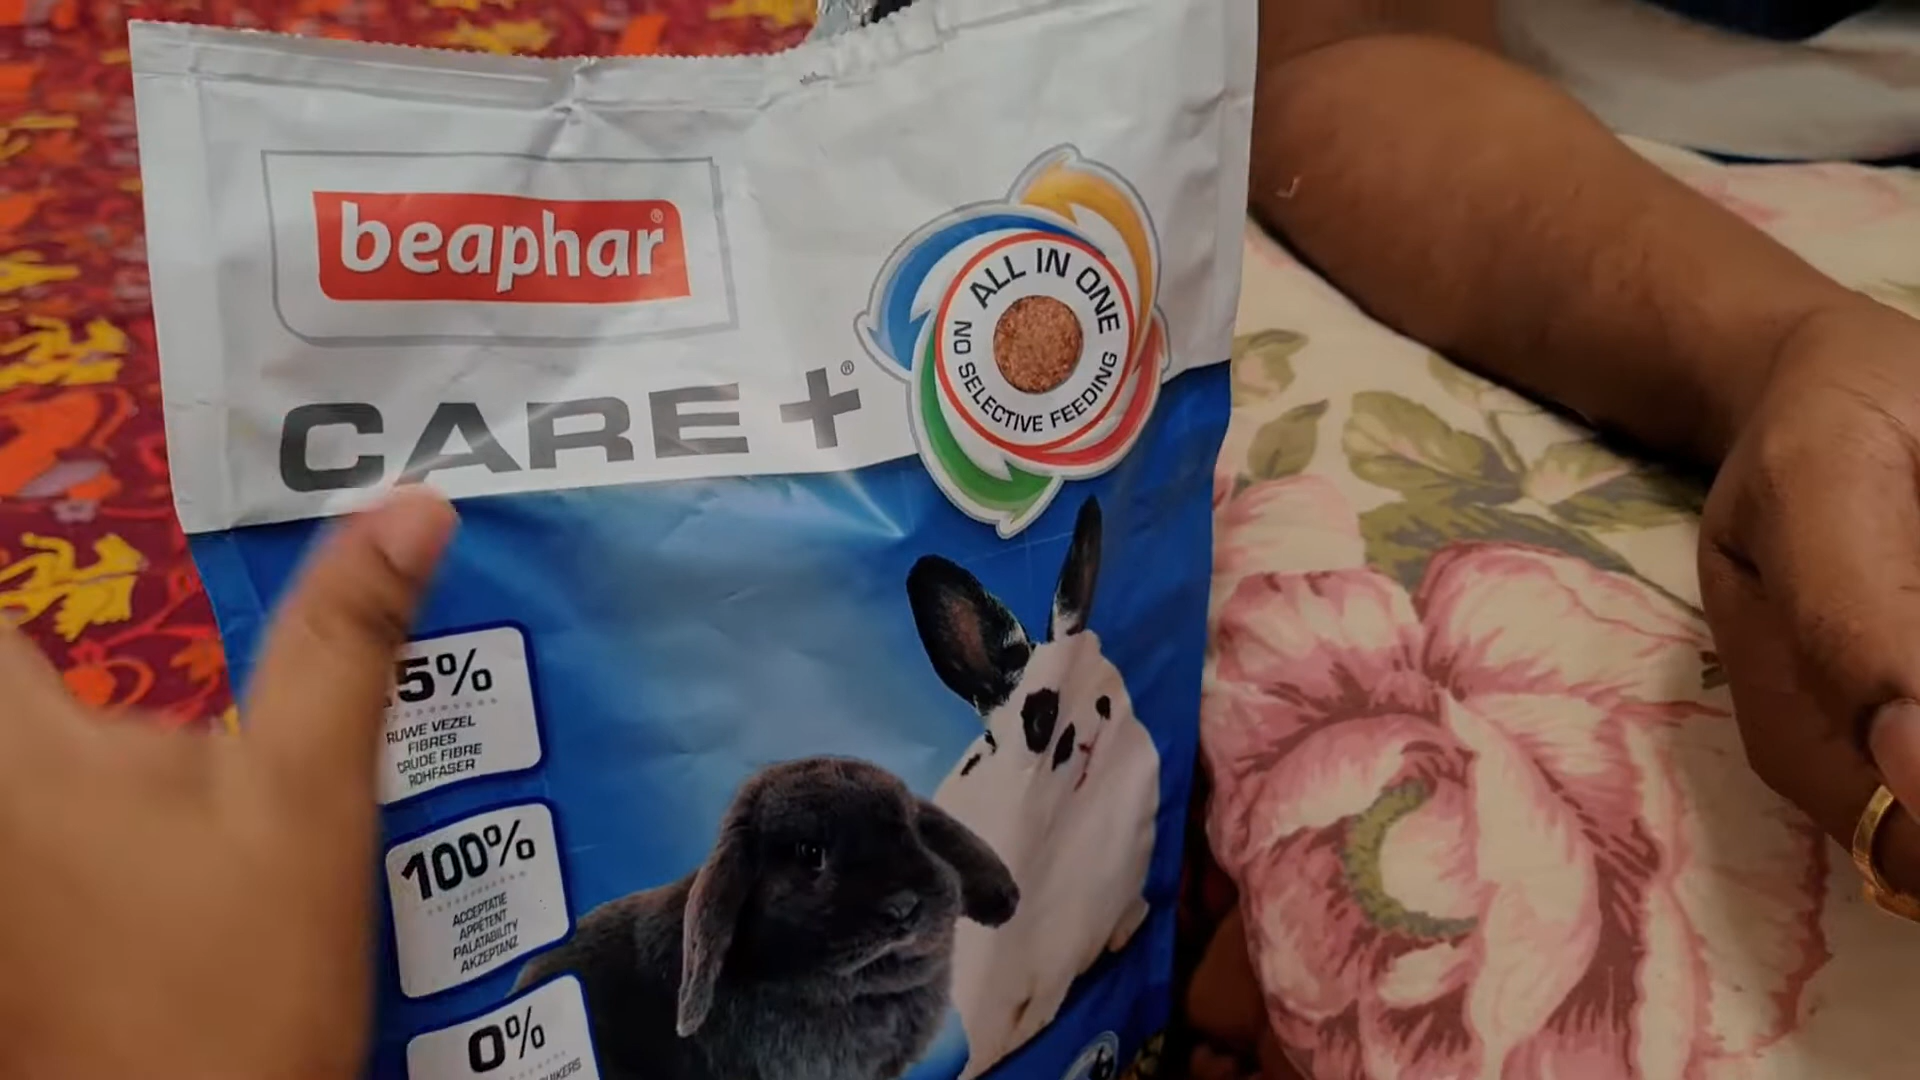 beaphar®
CARE +®
ALL IN ONE
NO SELECTIVE FEEDING
5%
RUWE VEZEL
FIBRES
CRUDE FIBRE
ROHFASER
100%
ACCEPTATIE
APPÉTENT
PALATABILITY
AKZEPTANZ
0%